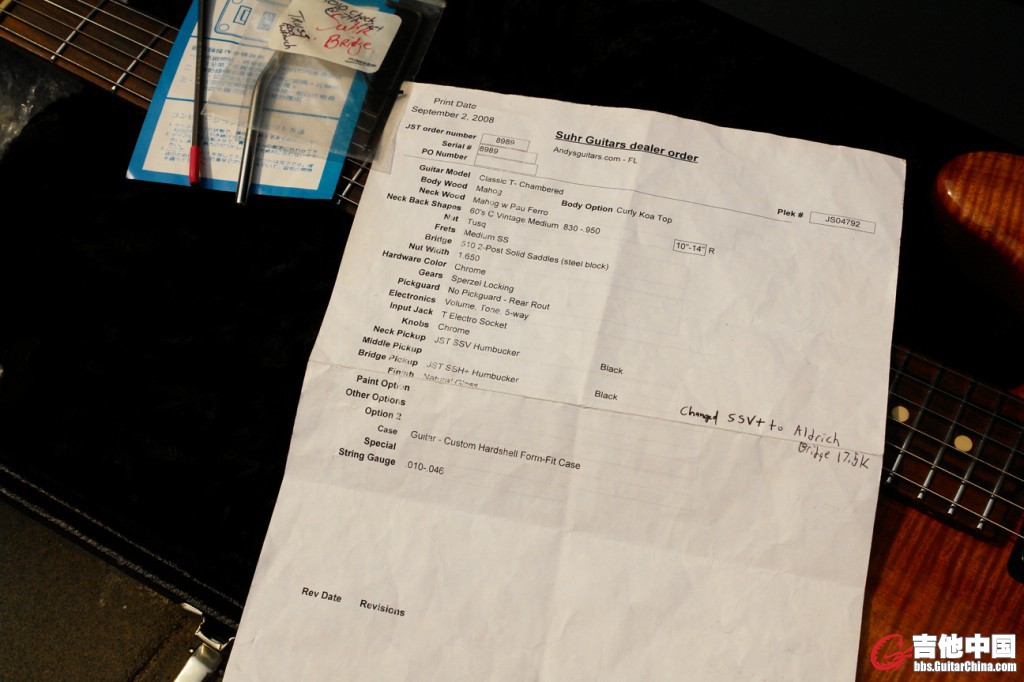 Suhr
Bridge
Print Date
September 2, 2008
Suhr Guitars dealer order
JST order number 8989
Andysguitars.com - FL
Serial # 8989
PO Number
Guitar Model Classic T- Chambered
Body Wood Mahog Body Option Curly Koa Top Plek # JS04792
Neck Wood Mahog w Pau Ferro
Neck Back Shapes 60's C Vintage Medium .830 -.950
Nut Tusq 10"-14" R
Frets Medium SS
Bridge 510 2-Post Solid Saddles (steel block)
Nut Width 1.650
Hardware Color Chrome
Gears Sperzel Locking
Pickguard No Pickguard - Rear Rout
Electronics Volume, Tone, 5-way
Input Jack T Electro Socket
Knobs Chrome
Neck Pickup JST SSV Humbucker Black
Middle Pickup
Bridge Pickup JST SSH+ Humbucker Black
Finish Natural Gloss
Changed SSV+ to Aldrich
Bridge 17.5K
Paint Option
Other Options
Option 2
Case Guitar - Custom Hardshell Form-Fit Case
Special
String Gauge .010-.046
Rev Date Revisions
吉他中国
bbs.GuitarChina.com